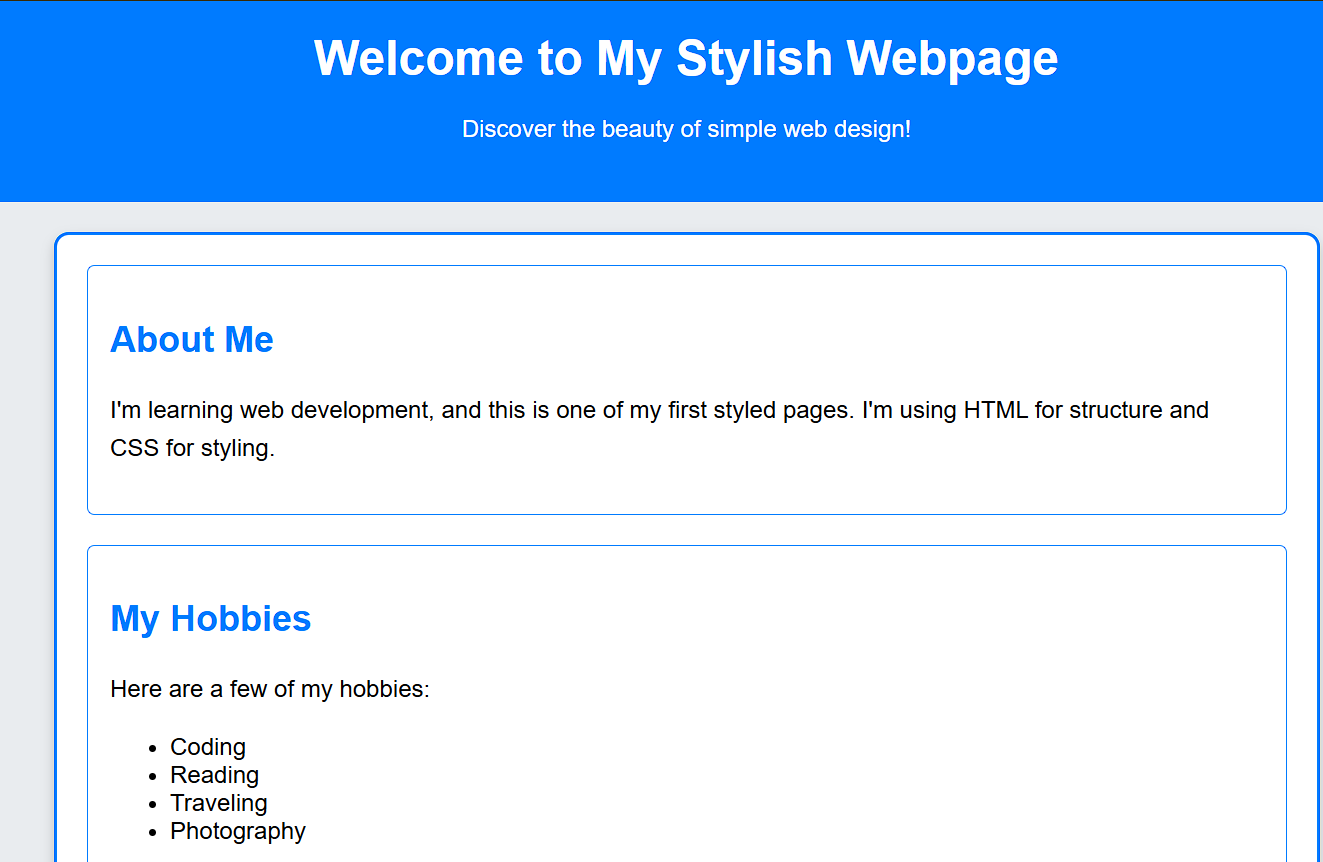 Welcome to My Stylish Webpage
Discover the beauty of simple web design!
About Me
I'm learning web development, and this is one of my first styled pages. I'm using HTML for structure and
CSS for styling.
My Hobbies
Here are a few of my hobbies:
• Coding
• Reading
• Traveling
• Photography